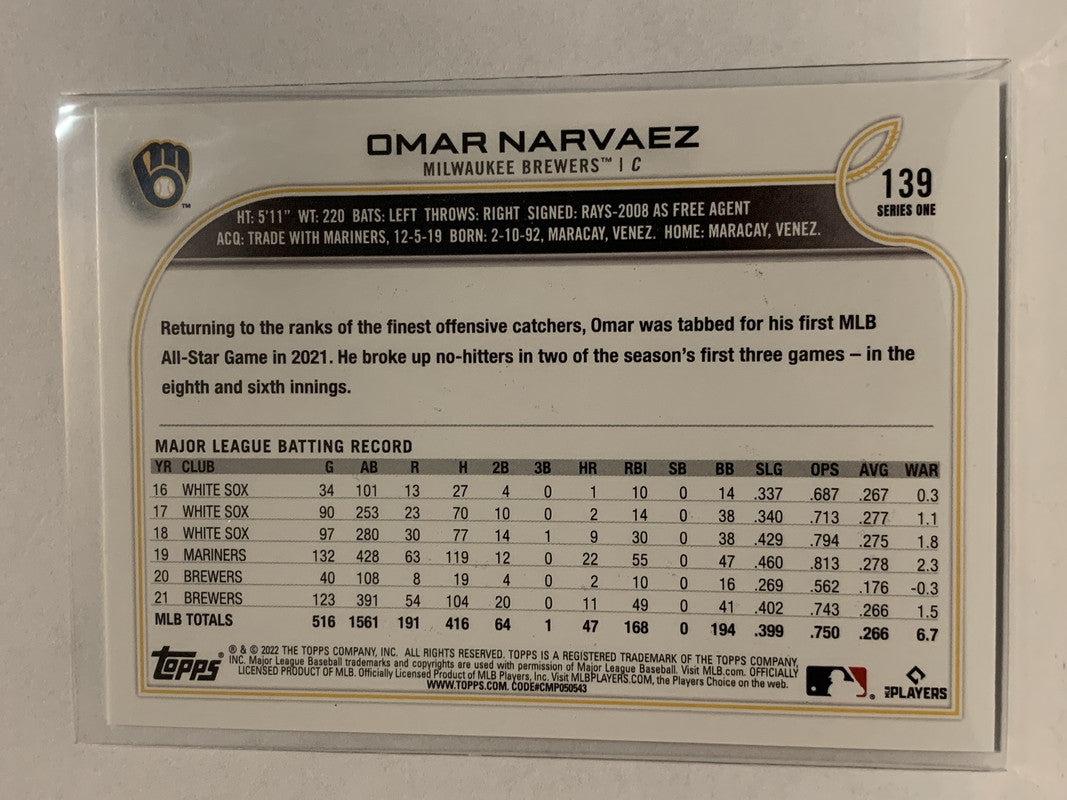 OMAR NARVAEZ
MILWAUKEE BREWERS™ | C
139
SERIES ONE
™
HT: 5'11" WT: 220 BATS: LEFT THROWS: RIGHT SIGNED: RAYS-2008 AS FREE AGENT
ACQ: TRADE WITH MARINERS, 12-5-19 BORN: 2-10-92, MARACAY, VENEZ. HOME: MARACAY, VENEZ.
Returning to the ranks of the finest offensive catchers, Omar was tabbed for his first MLB
All-Star Game in 2021. He broke up no-hitters in two of the season's first three games – in the
eighth and sixth innings.
MAJOR LEAGUE BATTING RECORD
YR CLUB G AB R H 2B 3B HR RBI SB BB SLG OPS AVG WAR
16 WHITE SOX 34 101 13 27 4 0 1 10 0 14 .337 .687 .267 0.3
17 WHITE SOX 90 253 23 70 10 0 2 14 0 38 .340 .713 .277 1.1
18 WHITE SOX 97 280 30 77 14 1 9 30 0 38 .429 .794 .275 1.8
19 MARINERS 132 428 63 119 12 0 22 55 0 47 .460 .813 .278 2.3
20 BREWERS 40 108 8 19 4 0 2 10 0 16 .269 .562 .176 -0.3
21 BREWERS 123 391 54 104 20 0 11 49 0 41 .402 .743 .266 1.5
MLB TOTALS 516 1561 191 416 64 1 47 168 0 194 .399 .750 .266 6.7
topps®
® & © 2022 THE TOPPS COMPANY, INC. ALL RIGHTS RESERVED. TOPPS IS A REGISTERED TRADEMARK OF THE TOPPS COMPANY,
INC. Major League Baseball trademarks and copyrights are used with permission of Major League Baseball. Visit MLB.com. OFFICIALLY
LICENSED PRODUCT OF MLB. Officially Licensed Product of MLB Players, Inc. Visit MLBPLAYERS.COM, the Players Choice on the web.
WWW.TOPPS.COM. CODE#CMP050543
®
MLB PLAYERS